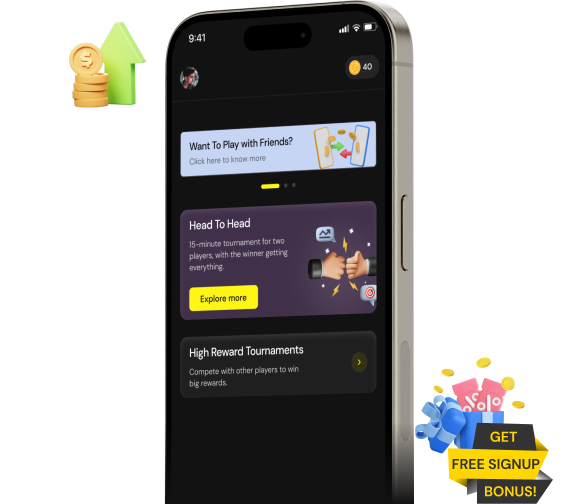 9:41
40
Want To Play with Friends?
Click here to know more
Head To Head
15-minute tournament for two
players, with the winner getting
everything.
Explore more
High Reward Tournaments
Compete with other players to win
big rewards.
GET
FREE SIGNUP
BONUS!